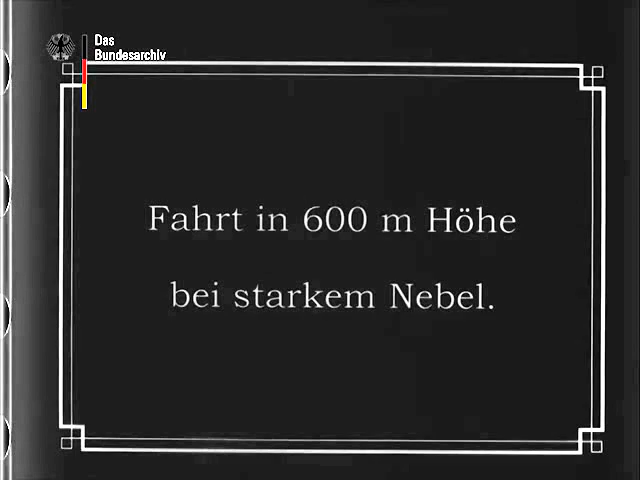 Das
Bundesarchiv
Fahrt in 600 m Höhe
bei starkem Nebel.